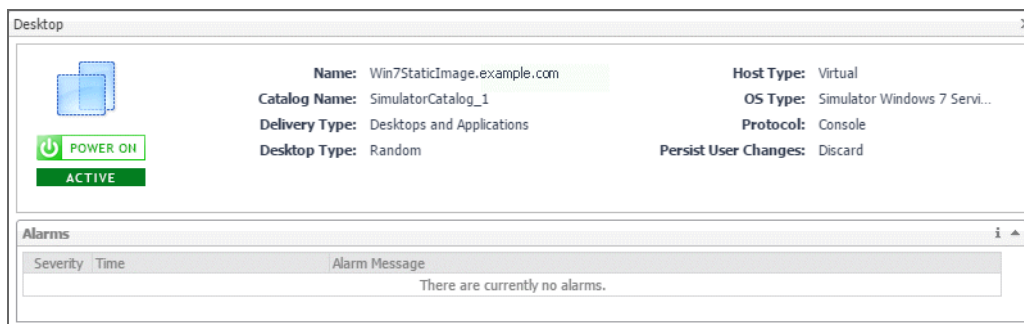 Desktop
Name: Win7StaticImage.example.com Host Type: Virtual
Catalog Name: SimulatorCatalog_1 OS Type: Simulator Windows 7 Servi...
Delivery Type: Desktops and Applications Protocol: Console
POWER ON Desktop Type: Random Persist User Changes: Discard
ACTIVE
Alarms
Severity Time Alarm Message
There are currently no alarms.